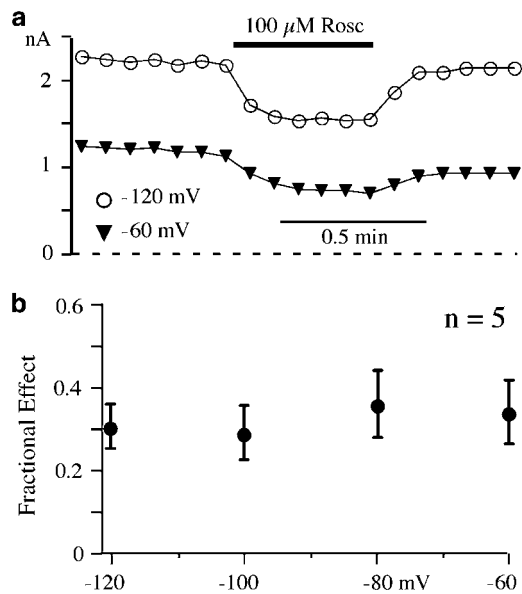 a
nA
100 µM Rosc
2
1
-120 mV
-60 mV
0.5 min
0
b
0.6
n = 5
0.4
Fractional Effect
0.2
0
-120
-100
-80 mV
-60